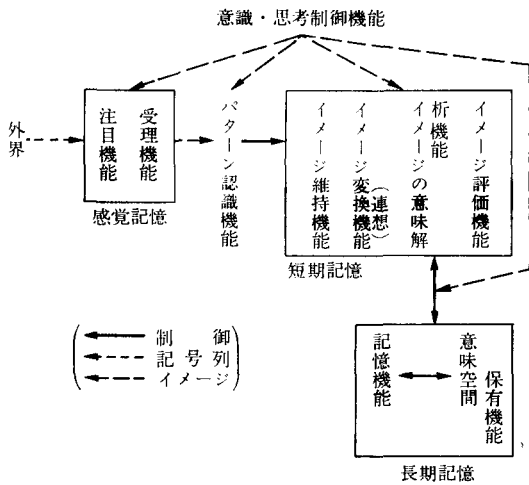 意識・思考制御機能
外界
注目機能
受理機能
感覚記憶
パターン認識機能
イメージ維持機能
イメージ変換機能
(連想)
イメージの意味解
析機能
イメージ評価機能
短期記憶
制御
記号列
イメージ
記憶機能
意味空間
保有機能
長期記憶